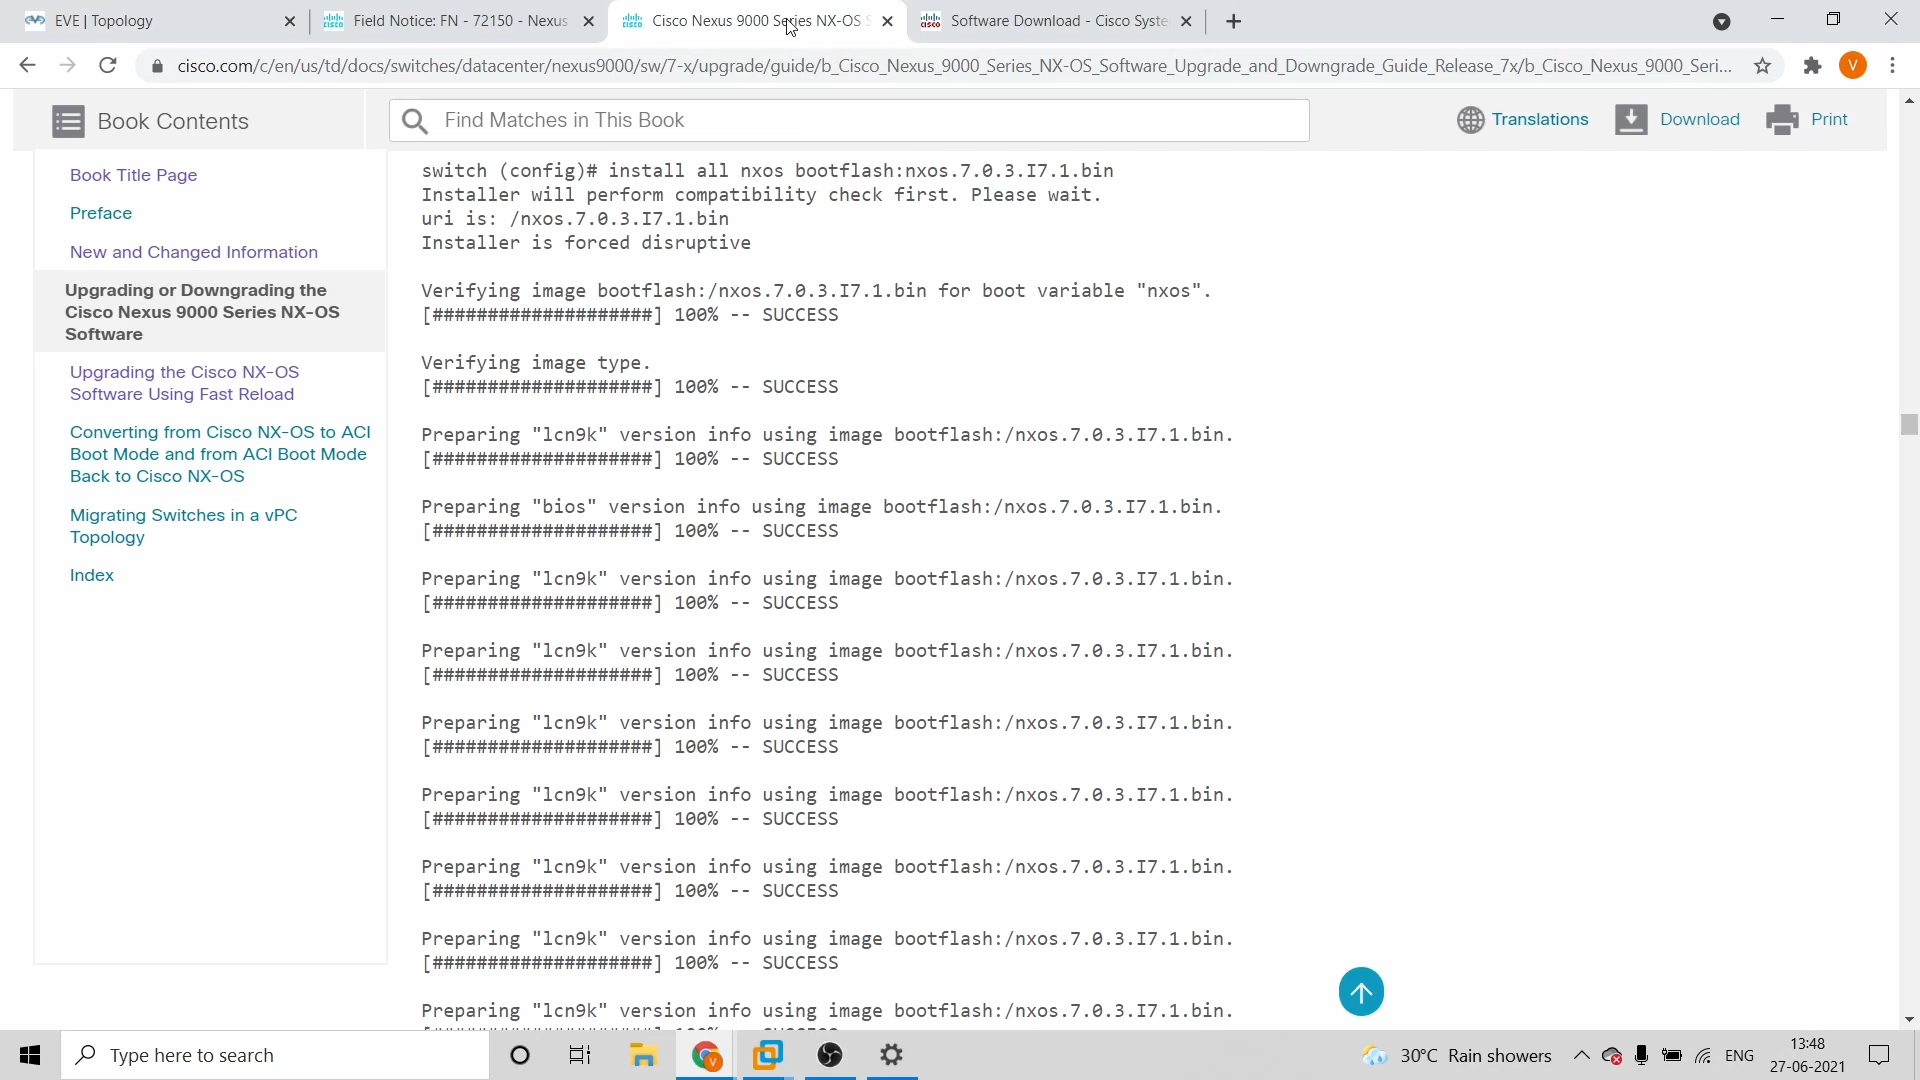 EVE | Topology
Field Notice: FN - 72150 - Nexus
Cisco Nexus 9000 Series NX-OS S
Software Download - Cisco Syste
cisco.com/c/en/us/td/docs/switches/datacenter/nexus9000/sw/7-x/upgrade/guide/b_Cisco_Nexus_9000_Series_NX-OS_Software_Upgrade_and_Downgrade_Guide_Release_7x/b_Cisco_Nexus_9000_Seri...
V
Book Contents
Find Matches in This Book
Translations
Download
Print
Book Title Page
Preface
New and Changed Information
Upgrading or Downgrading the
Cisco Nexus 9000 Series NX-OS
Software
Upgrading the Cisco NX-OS
Software Using Fast Reload
Converting from Cisco NX-OS to ACI
Boot Mode and from ACI Boot Mode
Back to Cisco NX-OS
Migrating Switches in a vPC
Topology
Index
switch (config)# install all nxos bootflash:nxos.7.0.3.I7.1.bin
Installer will perform compatibility check first. Please wait.
uri is: /nxos.7.0.3.I7.1.bin
Installer is forced disruptive
Verifying image bootflash:/nxos.7.0.3.I7.1.bin for boot variable "nxos".
[####################] 100% -- SUCCESS
Verifying image type.
[####################] 100% -- SUCCESS
Preparing "lcn9k" version info using image bootflash:/nxos.7.0.3.I7.1.bin.
[####################] 100% -- SUCCESS
Preparing "bios" version info using image bootflash:/nxos.7.0.3.I7.1.bin.
[####################] 100% -- SUCCESS
Preparing "lcn9k" version info using image bootflash:/nxos.7.0.3.I7.1.bin.
[####################] 100% -- SUCCESS
Preparing "lcn9k" version info using image bootflash:/nxos.7.0.3.I7.1.bin.
[####################] 100% -- SUCCESS
Preparing "lcn9k" version info using image bootflash:/nxos.7.0.3.I7.1.bin.
[####################] 100% -- SUCCESS
Preparing "lcn9k" version info using image bootflash:/nxos.7.0.3.I7.1.bin.
[####################] 100% -- SUCCESS
Preparing "lcn9k" version info using image bootflash:/nxos.7.0.3.I7.1.bin.
[####################] 100% -- SUCCESS
Preparing "lcn9k" version info using image bootflash:/nxos.7.0.3.I7.1.bin.
[####################] 100% -- SUCCESS
Preparing "lcn9k" version info using image bootflash:/nxos.7.0.3.I7.1.bin.
Type here to search
30°C Rain showers
ENG
13:48
27-06-2021